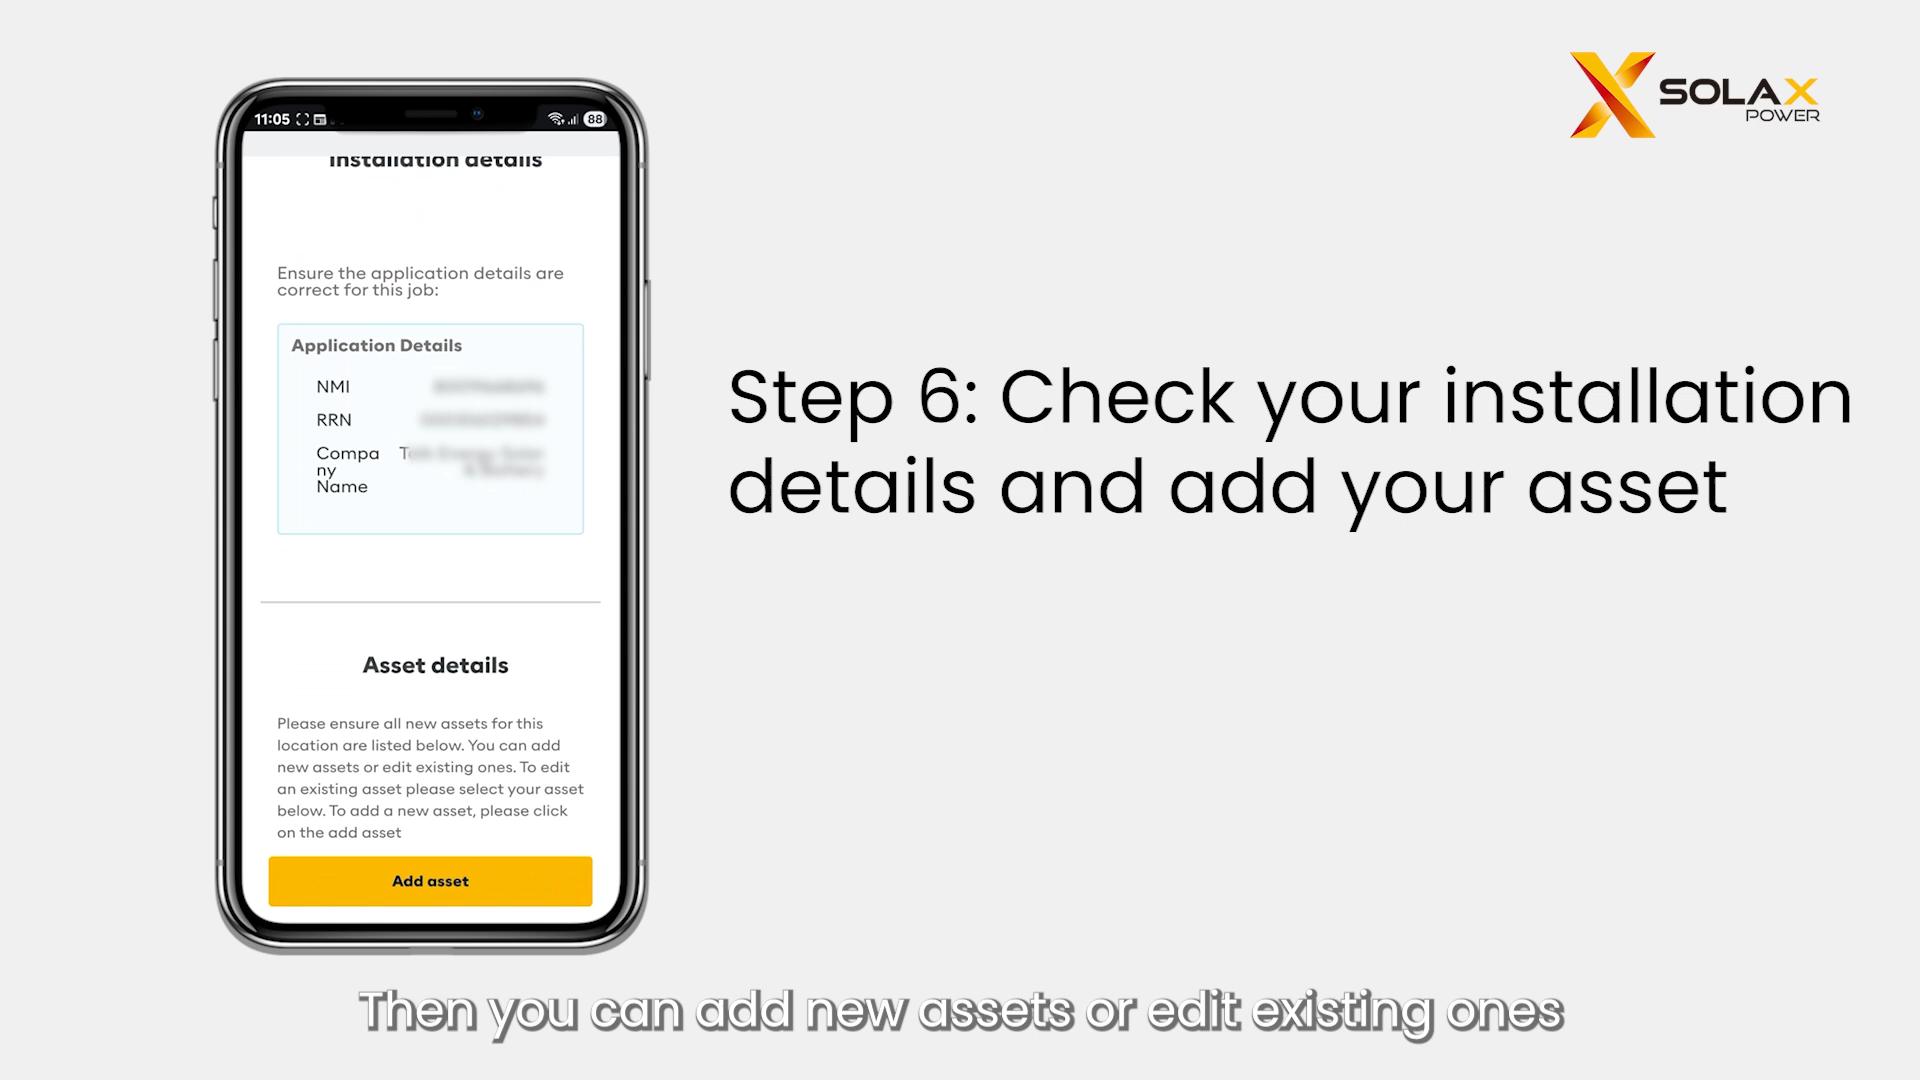 SOLAX
POWER
11:05
88
Installation details
Ensure the application details are
correct for this job:
Application Details
NMI
RRN
Compa
ny
Name
Asset details
Please ensure all new assets for this
location are listed below. You can add
new assets or edit existing ones. To edit
an existing asset please select your asset
below. To add a new asset, please click
on the add asset
Add asset
Step 6: Check your installation
details and add your asset
Then you can add new assets or edit existing ones